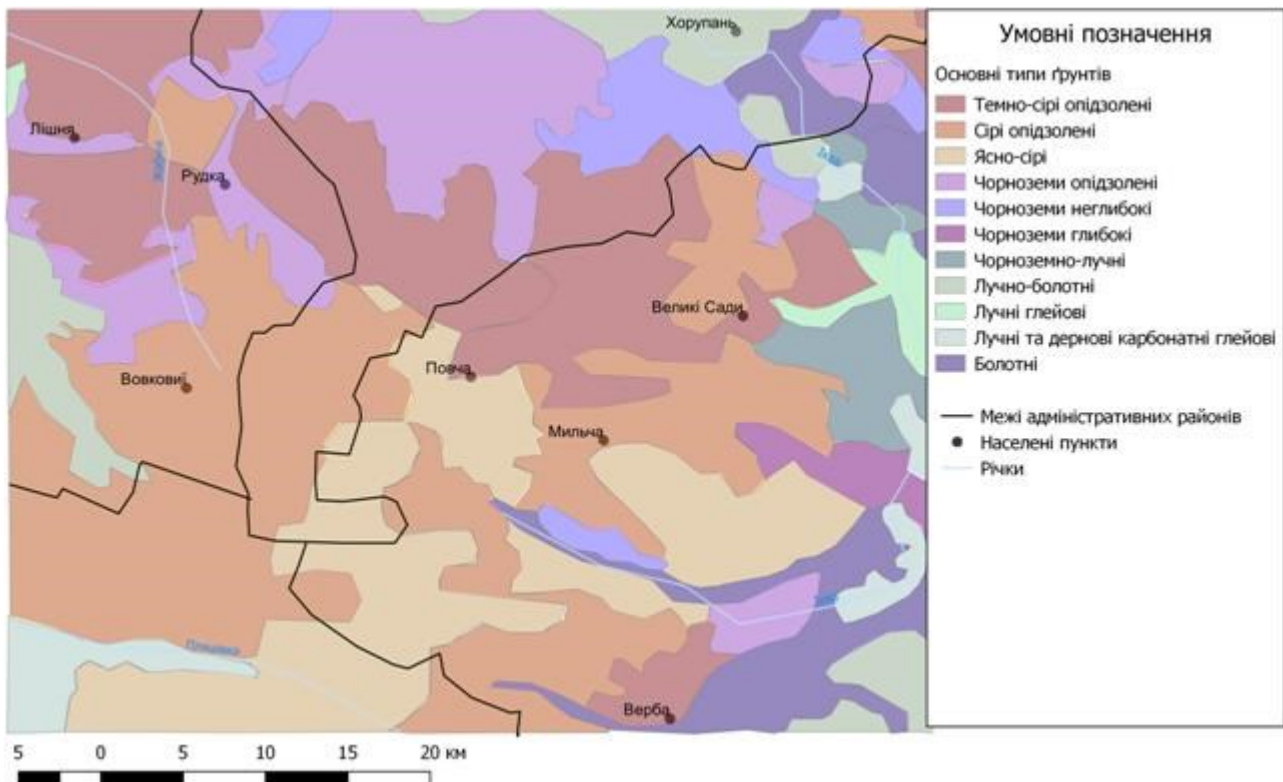 Хорупань
Лішня
Рудка
Великі Сади
Повча
Вовковиї
Мильча
Пляшівка
Верба
Умовні позначення
Основні типи ґрунтів
Темно-сірі опідзолені
Сірі опідзолені
Ясно-сірі
Чорноземи опідзолені
Чорноземи неглибокі
Чорноземи глибокі
Чорноземно-лучні
Лучно-болотні
Лучні глейові
Лучні та дернові карбонатні глейові
Болотні
Межі адміністративних районів
Населені пункти
Річки
5 0 5 10 15 20 км